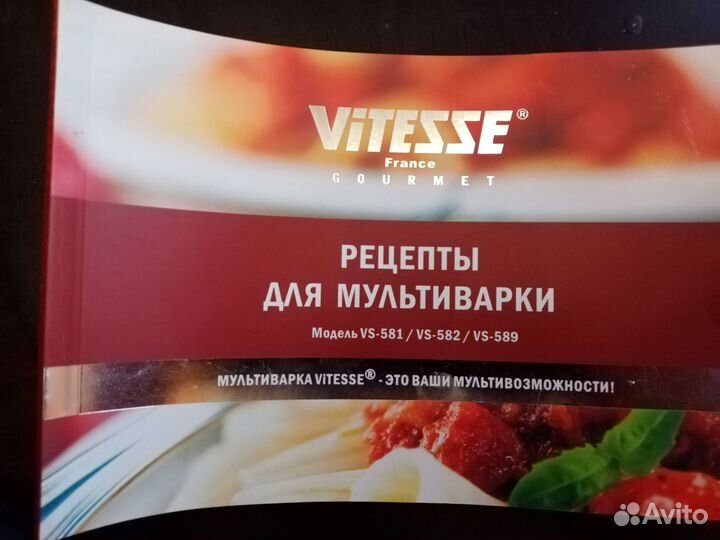 ViTESSE®
France
GOURMET
РЕЦЕПТЫ
ДЛЯ МУЛЬТИВАРКИ
Модель VS-581 / VS-582 / VS-589
МУЛЬТИВАРКА ViTESSE® - ЭТО ВАШИ МУЛЬТИВОЗМОЖНОСТИ!
Avito